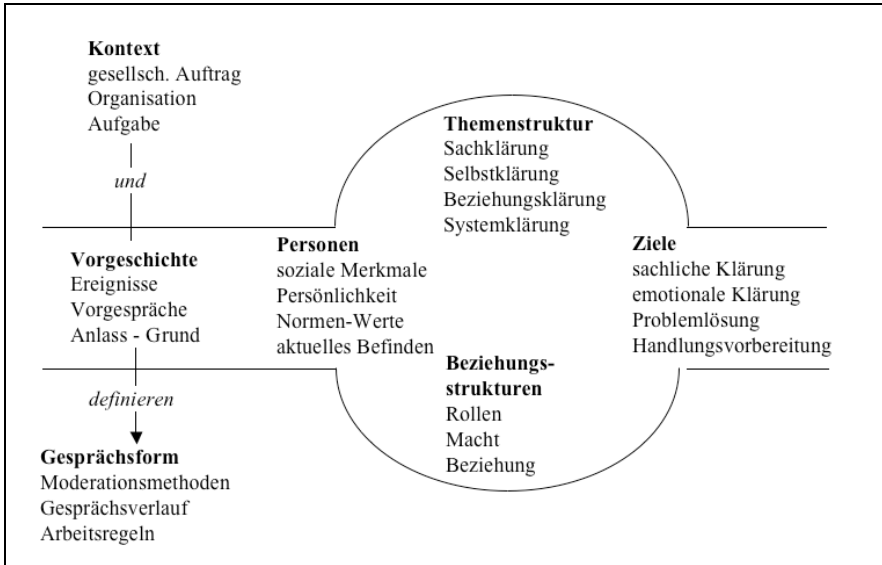 Kontext
gesellsch. Auftrag
Organisation
Aufgabe
und
Vorgeschichte
Ereignisse
Vorgespräche
Anlass - Grund
definieren
Gesprächsform
Moderationsmethoden
Gesprächsverlauf
Arbeitsregeln
Personen
soziale Merkmale
Persönlichkeit
Normen-Werte
aktuelles Befinden
Themenstruktur
Sachklärung
Selbstklärung
Beziehungsklärung
Systemklärung
Beziehungs-
strukturen
Rollen
Macht
Beziehung
Ziele
sachliche Klärung
emotionale Klärung
Problemlösung
Handlungsvorbereitung